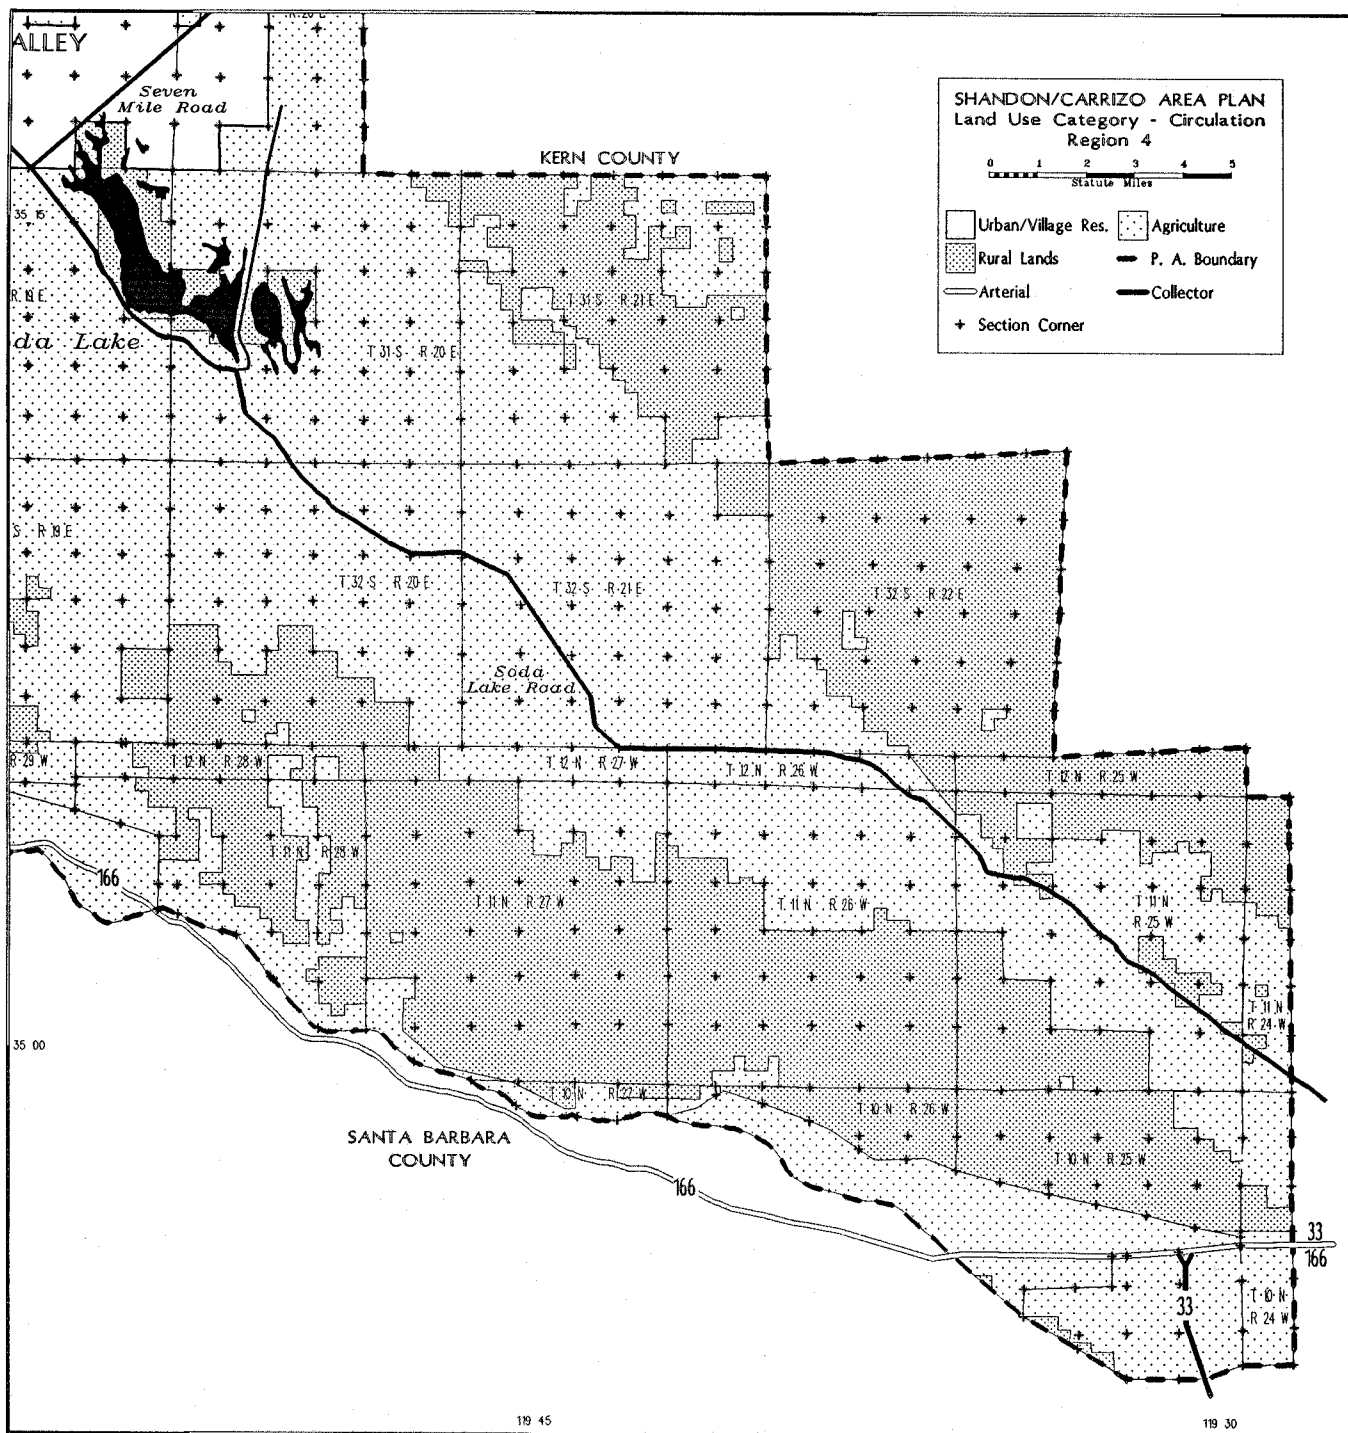 ALLEY
Seven
Mile Road
KERN COUNTY
SHANDON/CARRIZO AREA PLAN
Land Use Category - Circulation
Region 4
0 1 2 3 4 5
Statute Miles
Urban/Village Res.
Agriculture
Rural Lands
P. A. Boundary
Arterial
Collector
Section Corner
35 15
R 19 E
da Lake
T 31 S R 20 E
T 31 S R 21 E
S R 19 E
T 32 S R 20 E
T 32 S R 21 E
T 32 S R 22 E
Soda
Lake Road
R 29 W
T 12 N R 28 W
T 12 N R 27 W
T 12 N R 26 W
T 12 N R 25 W
T 11 N R 28 W
166
T 11 N R 27 W
T 11 N R 26 W
T 11 N
R 25 W
T 11 N
R 24 W
35 00
T 10 N R 27 W
T 10 N R 26 W
T 10 N R 25 W
SANTA BARBARA
COUNTY
166
33
166
33
T 10 N
R 24 W
119 45
119 30